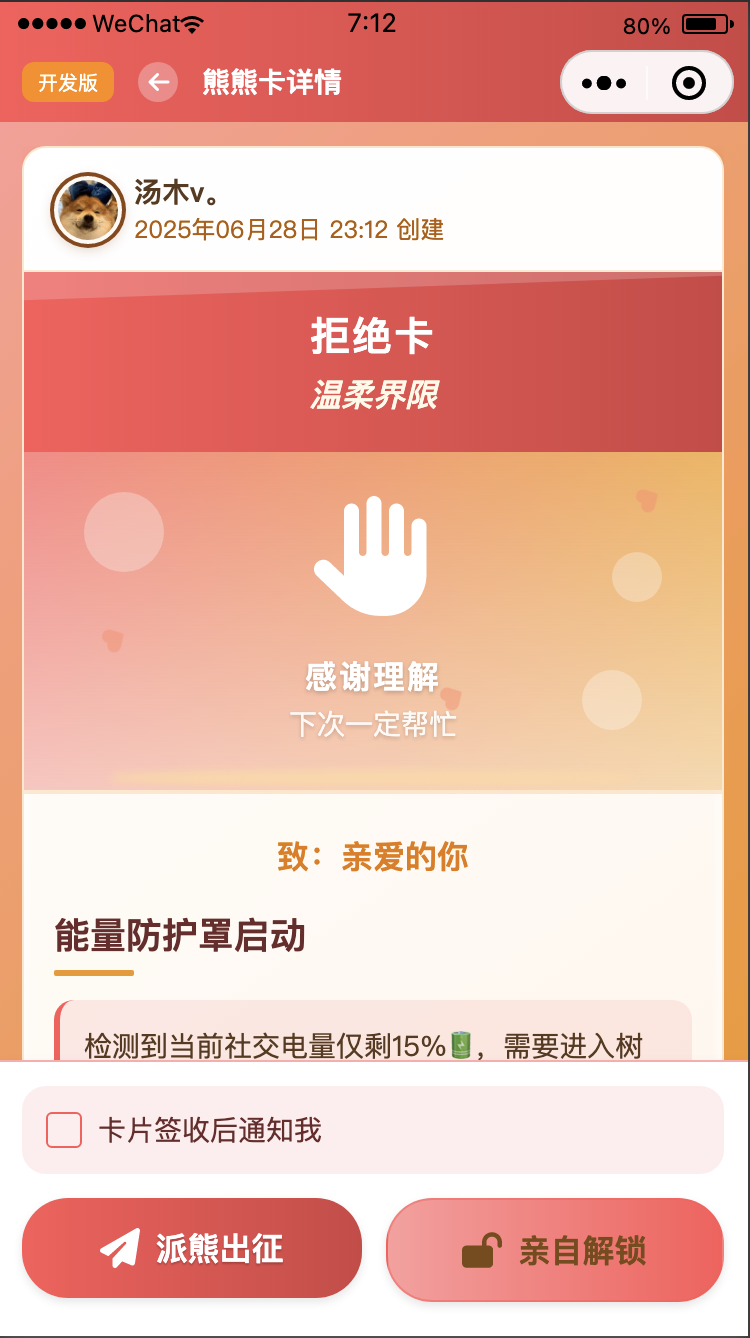 WeChat
7:12
80%
开发版
熊熊卡详情
汤木v。
2025年06月28日 23:12 创建
拒绝卡
温柔界限
感谢理解
下次一定帮忙
致：亲爱的你
能量防护罩启动
检测到当前社交电量仅剩15%🔋，需要进入树
卡片签收后通知我
派熊出征
亲自解锁